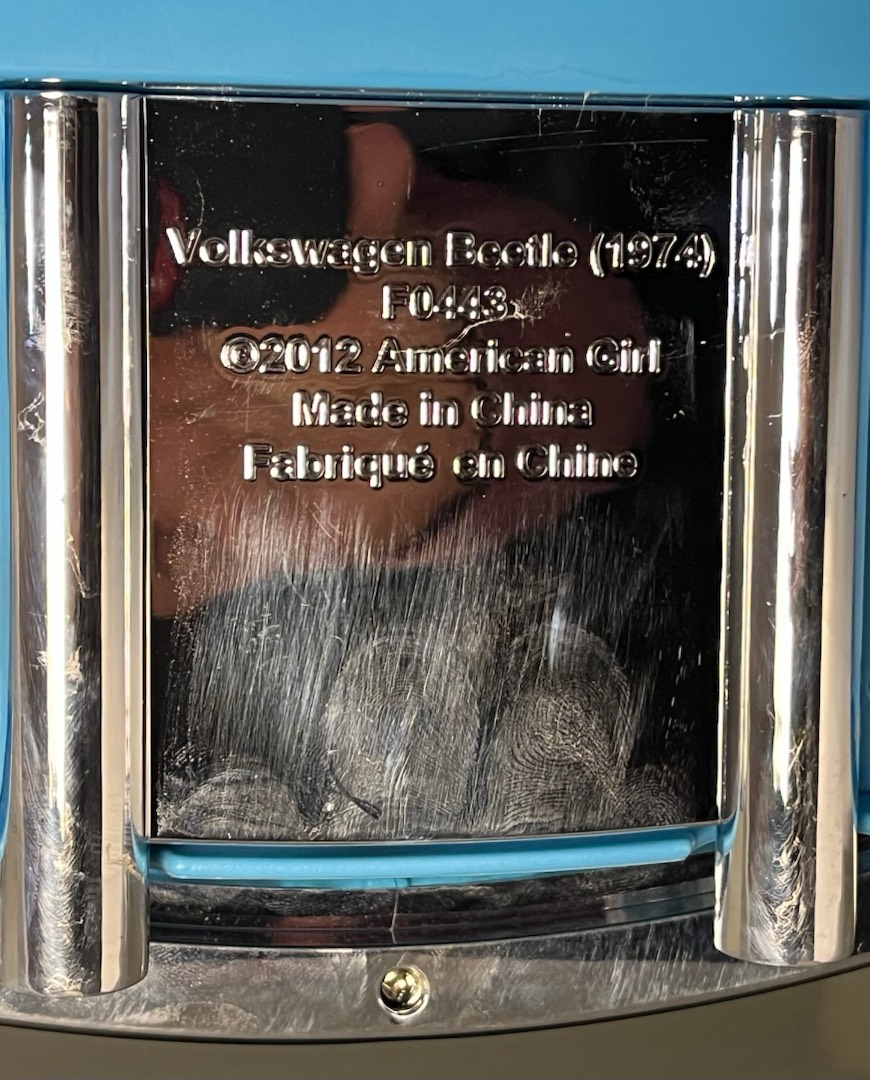 Volkswagen Beetle (1974)
F0443
©2012 American Girl
Made in China
Fabriqué en Chine